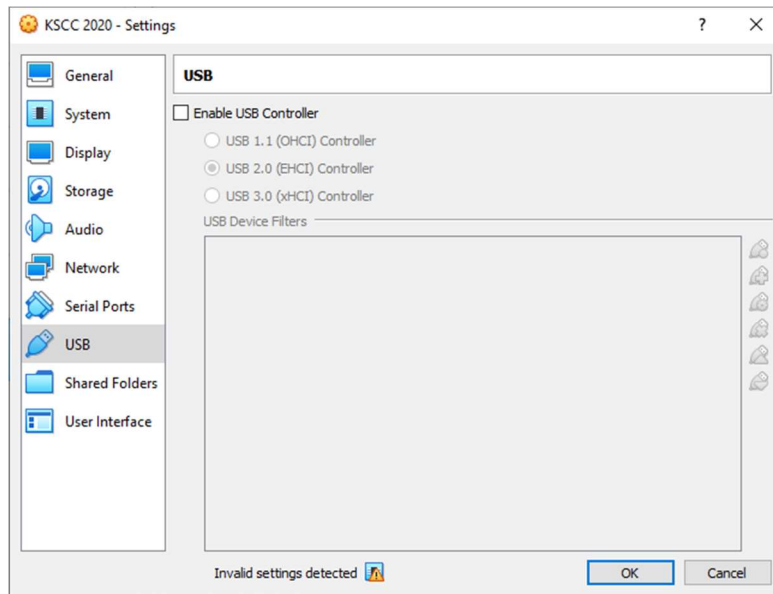 KSCC 2020 - Settings
?
General
System
Display
Storage
Audio
Network
Serial Ports
USB
Shared Folders
User Interface
USB
Enable USB Controller
USB 1.1 (OHCI) Controller
USB 2.0 (EHCI) Controller
USB 3.0 (xHCI) Controller
USB Device Filters
Invalid settings detected
OK
Cancel